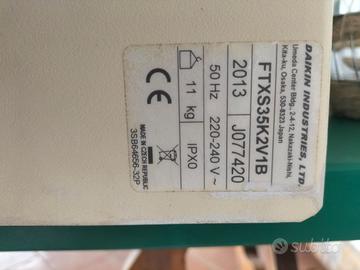 DAIKIN INDUSTRIES, LTD.
Umeda Center Bldg. 2-4-12, Nakazaki-Nishi,
Kita-ku, Osaka, 530-8323 Japan
FTXS35K2V1B
2013 J077420
50 Hz 220-240 V ~
11 kg IPX0
CE
MADE IN CZECH REPUBLIC
3SB64656-32P
subito